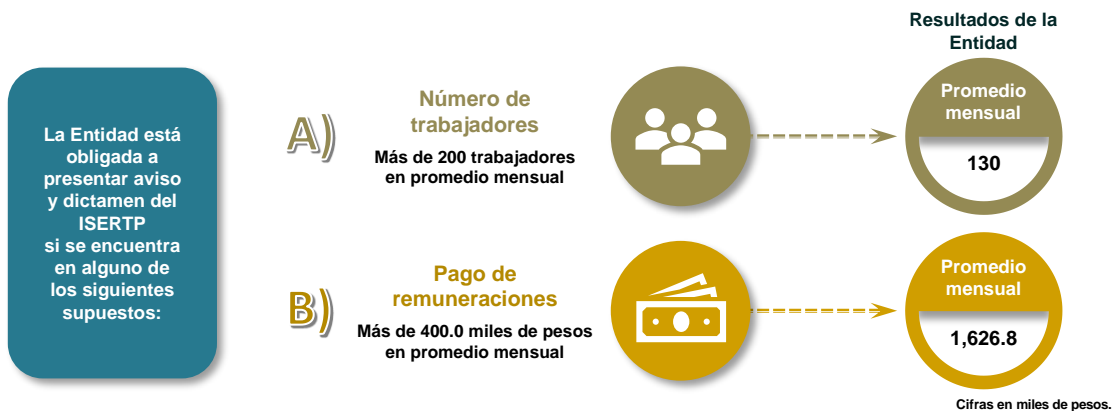 La Entidad está
obligada a
presentar aviso
y dictamen del
ISERTP
si se encuentra
en alguno de
los siguientes
supuestos:
Resultados de la
Entidad
A)
Número de
trabajadores
Más de 200 trabajadores
en promedio mensual
Promedio
mensual
130
B)
Pago de
remuneraciones
Más de 400.0 miles de pesos
en promedio mensual
Promedio
mensual
1,626.8
Cifras en miles de pesos.